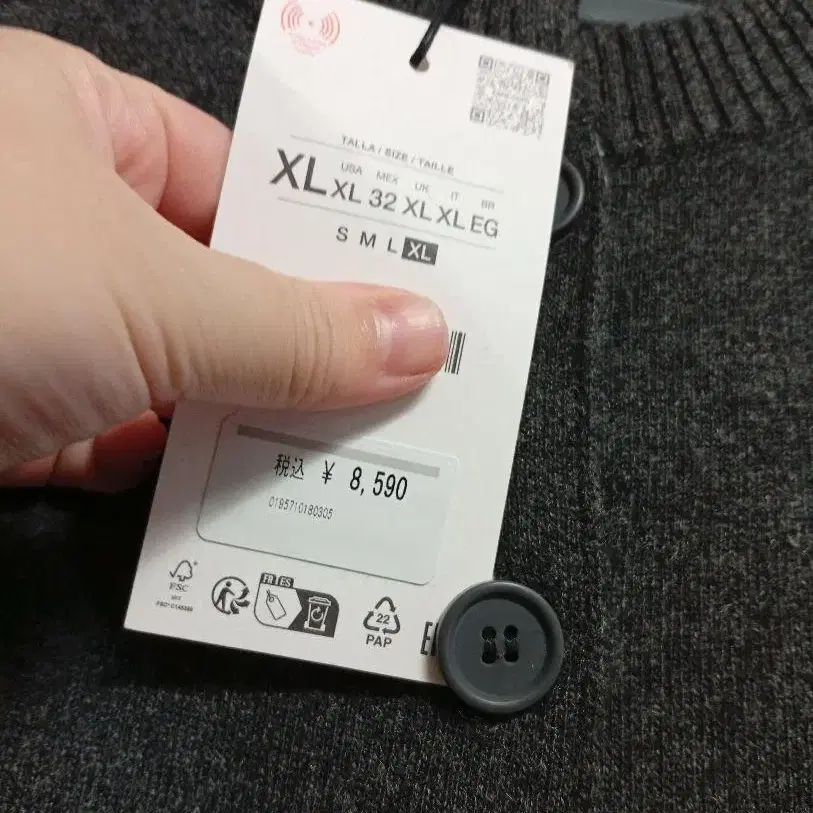 TALLA / SIZE / TAILLE
USA MEX UK IT BR
XL XL 32 XL XL EG
S M L XL
税込 ¥ 8,590
0195710180305
FR ES
FSC
22
PAP